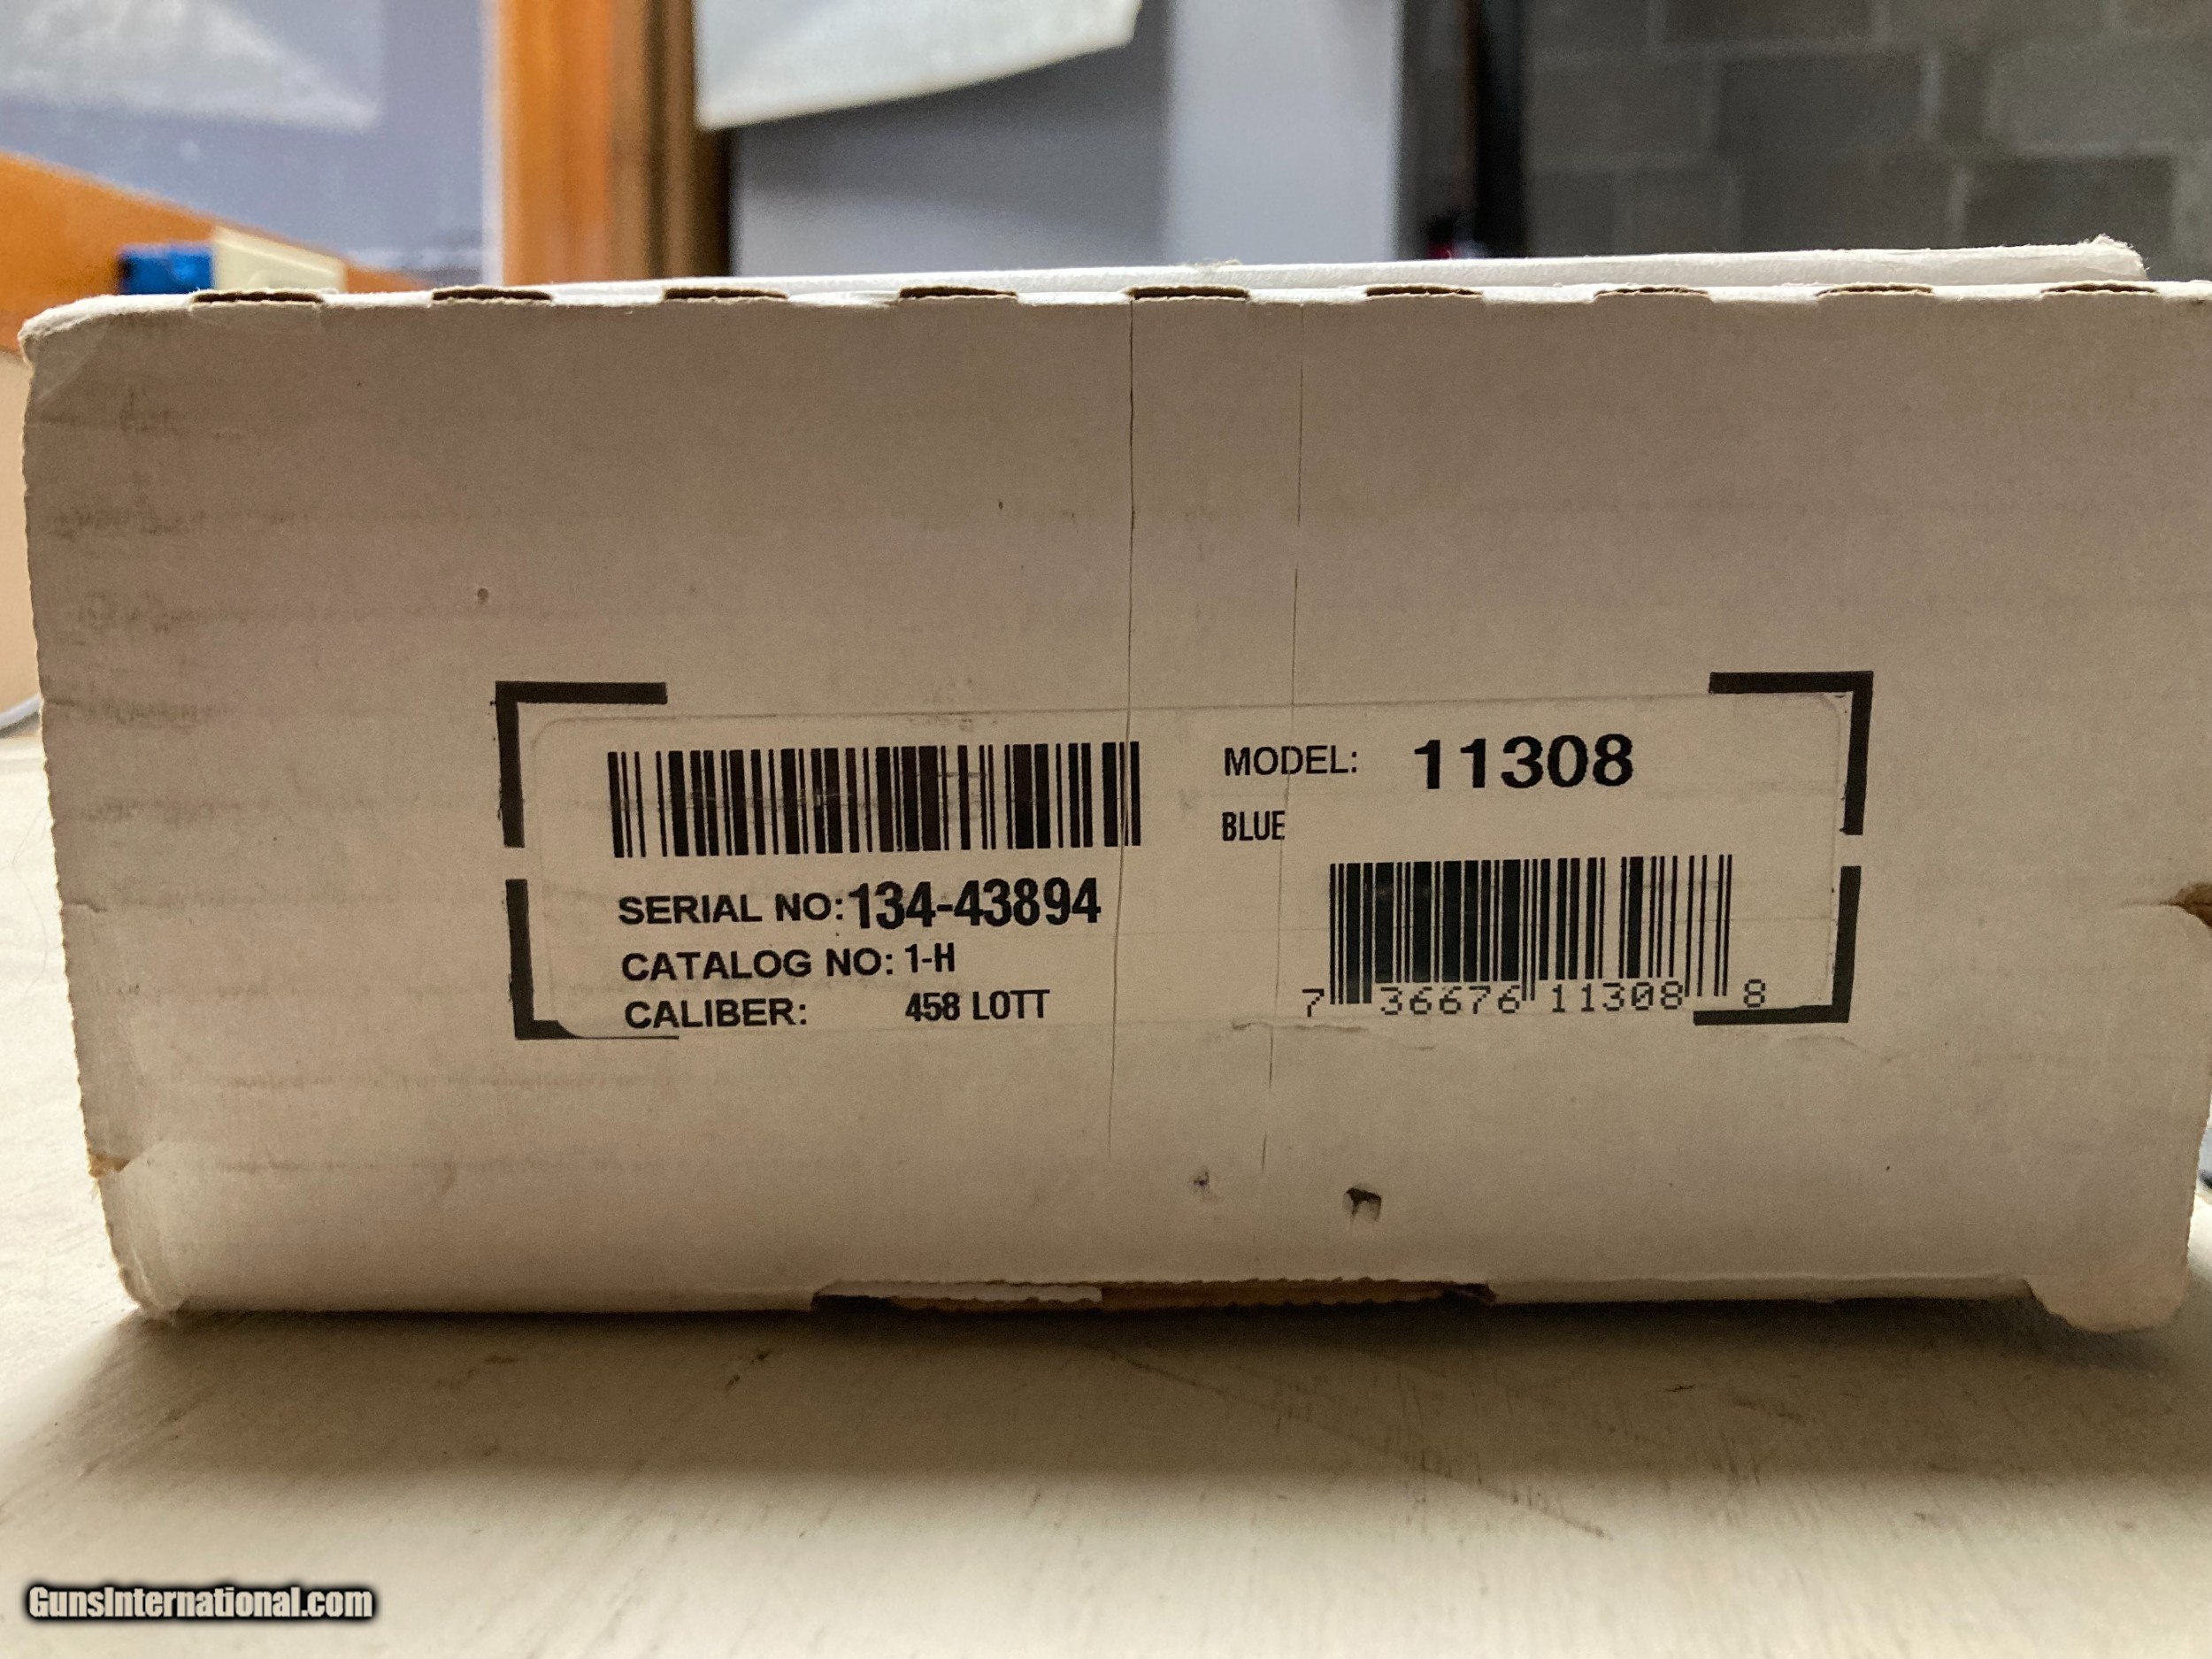 MODEL: 11308
BLUE
SERIAL NO: 134-43894
CATALOG NO: 1-H
CALIBER: 458 LOTT
7 36676 11308 8
GunsInternational.com